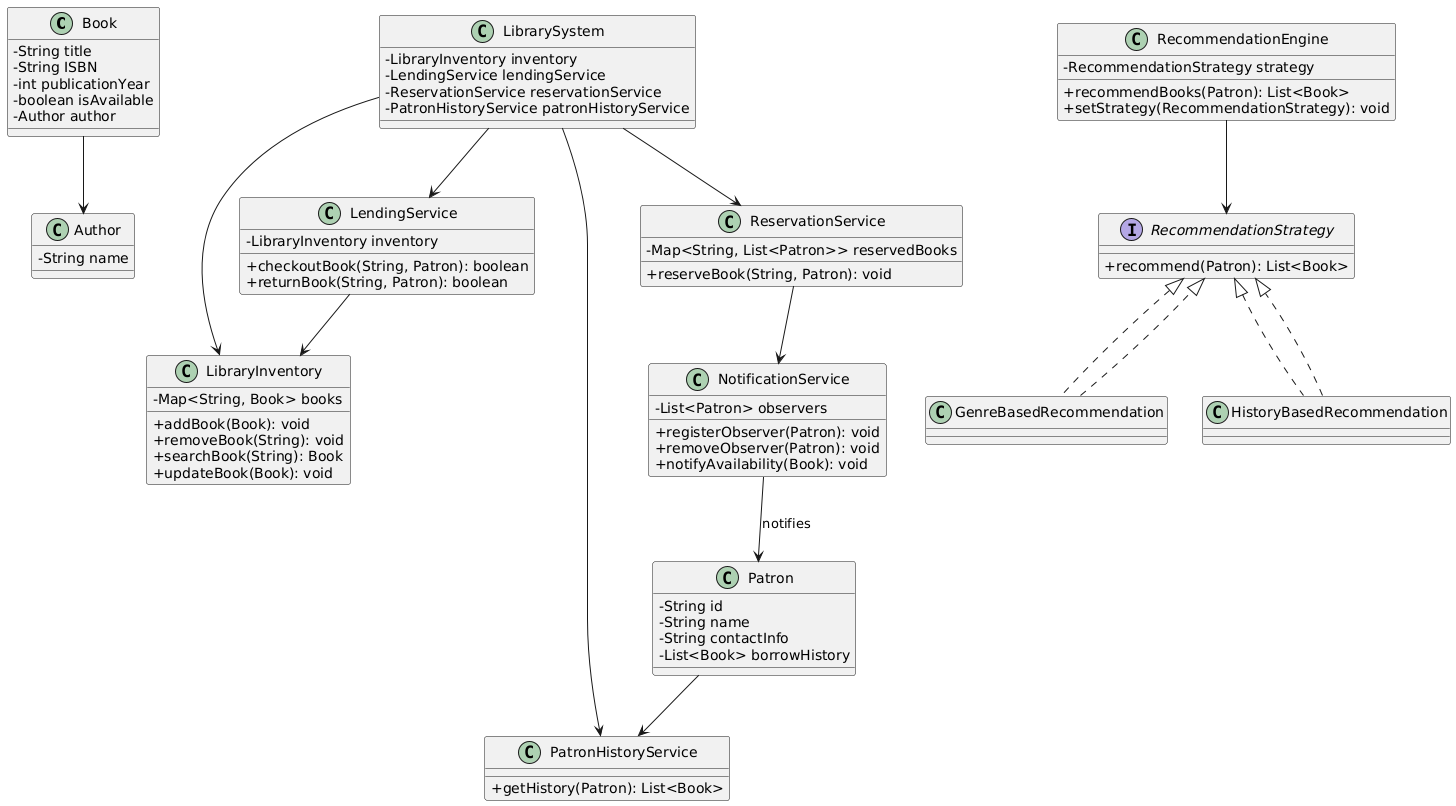 C Book
-String title
-String ISBN
-int publicationYear
-boolean isAvailable
-Author author
C LibrarySystem
-LibraryInventory inventory
-LendingService lendingService
-ReservationService reservationService
-PatronHistoryService patronHistoryService
C RecommendationEngine
-RecommendationStrategy strategy
+recommendBooks(Patron): List<Book>
+setStrategy(RecommendationStrategy): void
C Author
-String name
C LendingService
-LibraryInventory inventory
+checkoutBook(String, Patron): boolean
+returnBook(String, Patron): boolean
C ReservationService
-Map<String, List<Patron>> reservedBooks
+reserveBook(String, Patron): void
I RecommendationStrategy
+recommend(Patron): List<Book>
C LibraryInventory
-Map<String, Book> books
+addBook(Book): void
+removeBook(String): void
+searchBook(String): Book
+updateBook(Book): void
C NotificationService
-List<Patron> observers
+registerObserver(Patron): void
+removeObserver(Patron): void
+notifyAvailability(Book): void
C GenreBasedRecommendation
C HistoryBasedRecommendation
notifies
C Patron
-String id
-String name
-String contactInfo
-List<Book> borrowHistory
C PatronHistoryService
+getHistory(Patron): List<Book>